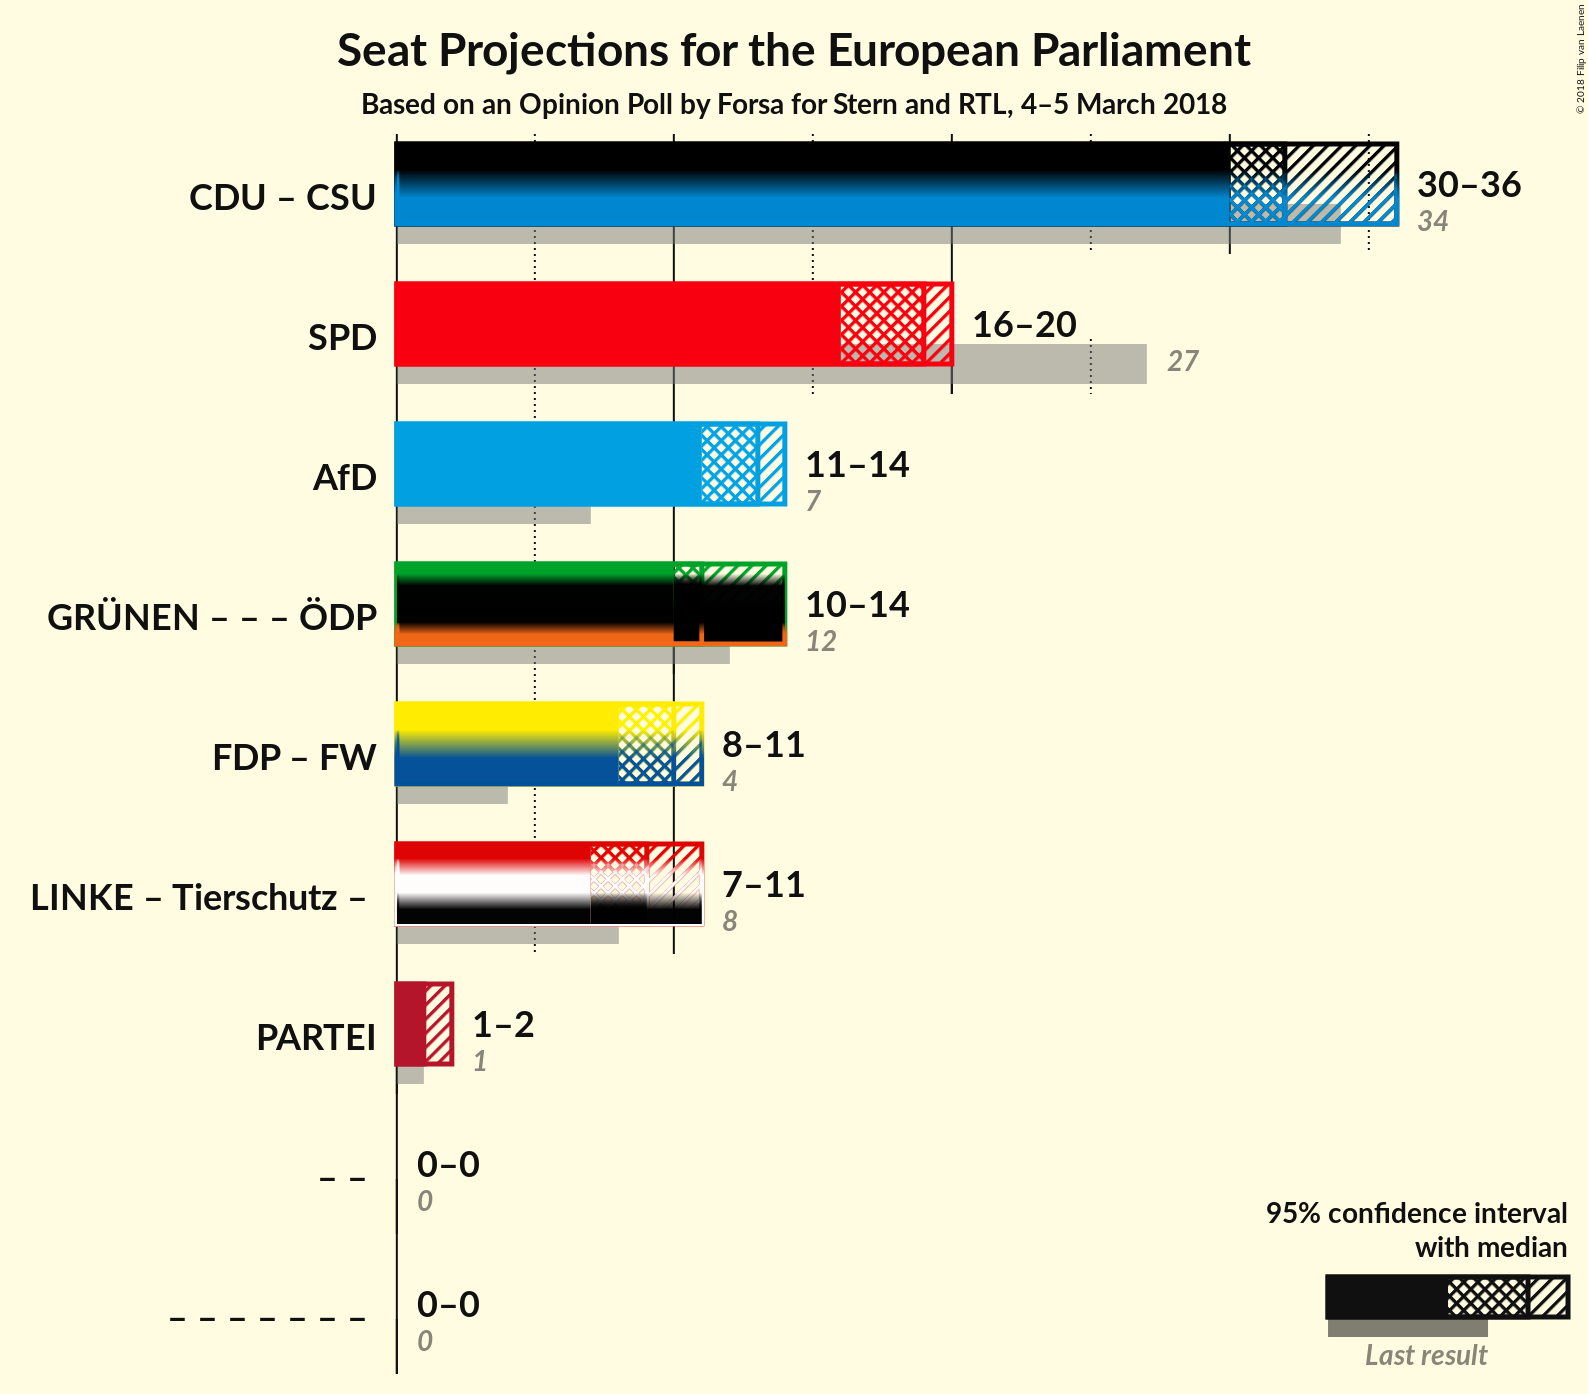 Seat Projections for the European Parliament
Based on an Opinion Poll by Forsa for Stern and RTL, 4–5 March 2018
© 2018 Filip van Laenen
CDU – CSU
30–36
34
SPD
16–20
27
AfD
11–14
7
GRÜNEN – – – ÖDP
10–14
12
FDP – FW
8–11
4
LINKE – Tierschutz –
7–11
8
PARTEI
1–2
1
– –
0–0
0
– – – – – – –
0–0
0
95% confidence interval
with median
Last result